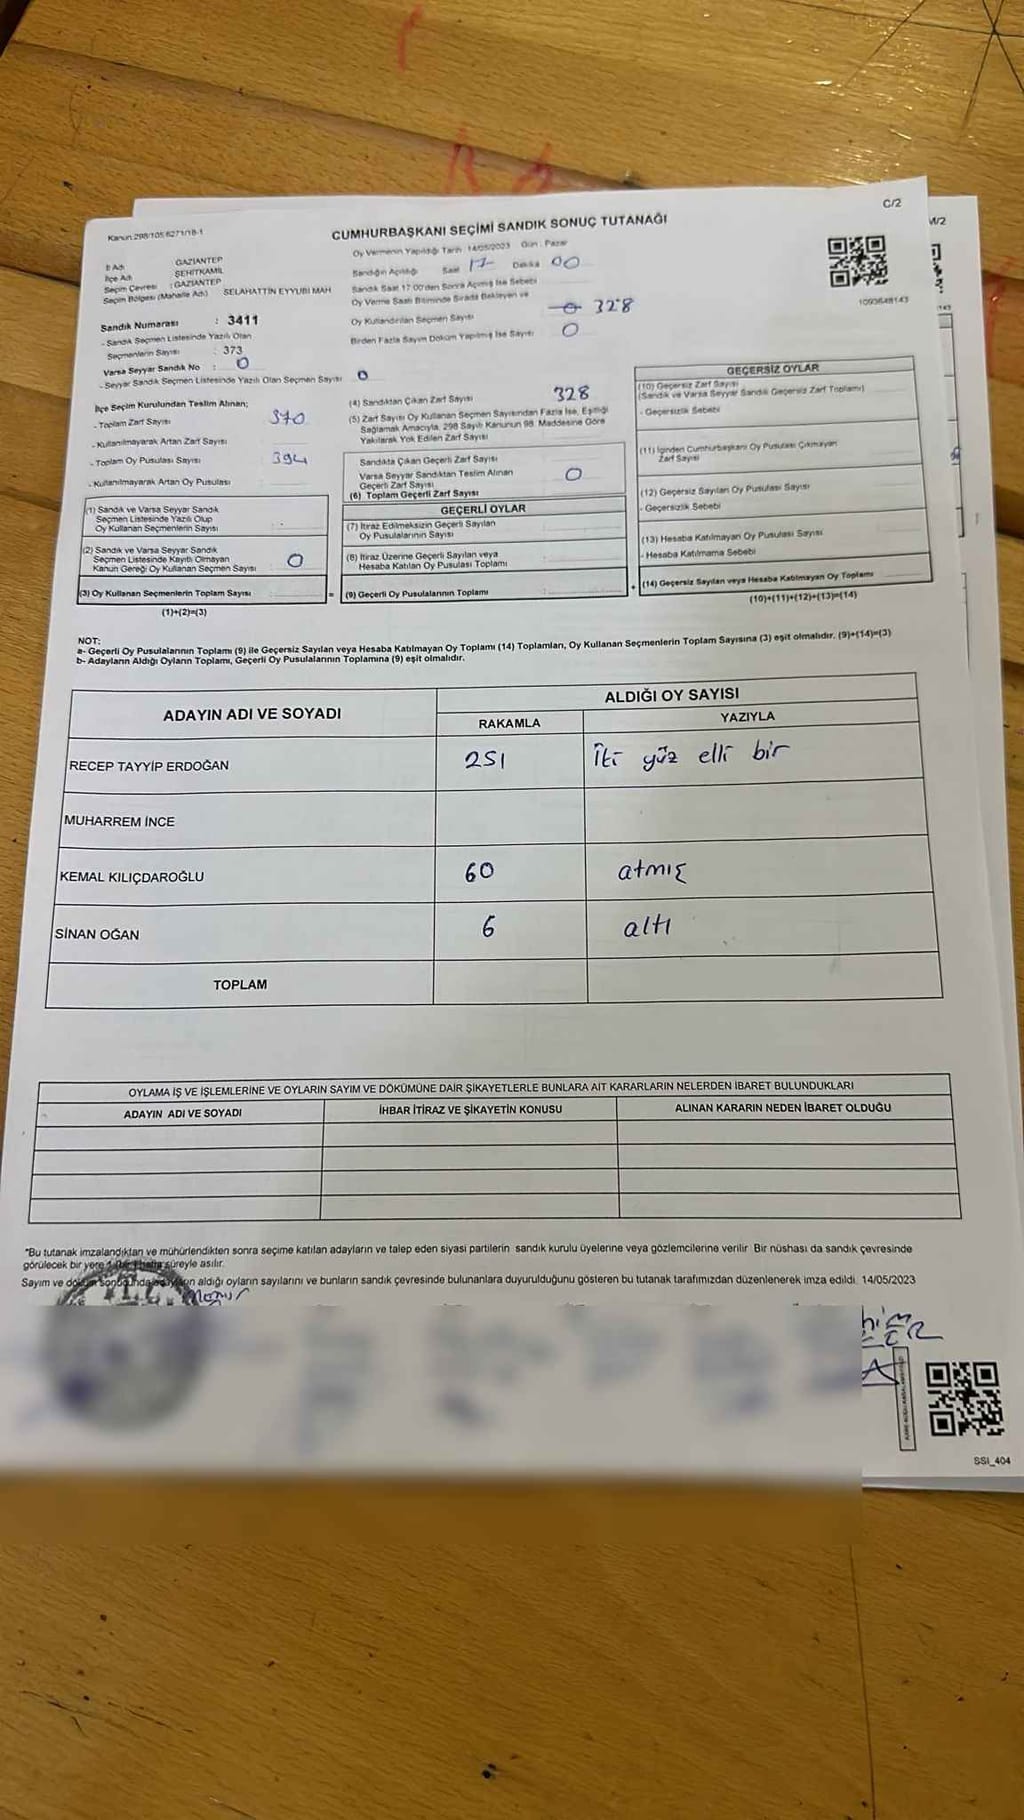 C/2
Kanun 298/105 6271/18-1
CUMHURBAŞKANI SEÇİMİ SANDIK SONUÇ TUTANAĞI
M/2
İl Adı GAZİANTEP
İlçe Adı ŞEHİTKAMİL
Seçim Çevresi : GAZİANTEP
Seçim Bölgesi (Mahalle Adı) SELAHATTİN EYYUBİ MAH
Oy Vermenin Yapıldığı Tarih 14/05/2023 Gün : Pazar
Sandığın Açıldığı Saat 17 Dakika 00
Sandık Saat 17:00'den Sonra Açılmış İse Sebebi
Oy Verme Saati Bitiminde Sırada Bekleyen ve
Oy Kullandırılan Seçmen Sayısı 0 328
Birden Fazla Sayım Döküm Yapılmış İse Sayısı 0
1093648143
Sandık Numarası : 3411
- Sandık Seçmen Listesinde Yazılı Olan
Seçmenlerin Sayısı : 373
Varsa Seyyar Sandık No : 0
- Seyyar Sandık Seçmen Listesinde Yazılı Olan Seçmen Sayısı 0
İlçe Seçim Kurulundan Teslim Alınan;
- Toplam Zarf Sayısı 370
- Kullanılmayarak Artan Zarf Sayısı
- Toplam Oy Pusulası Sayısı 394
- Kullanılmayarak Artan Oy Pusulası
(1) Sandık ve Varsa Seyyar Sandık
Seçmen Listesinde Yazılı Olup
Oy Kullanan Seçmenlerin Sayısı
(2) Sandık ve Varsa Seyyar Sandık
Seçmen Listesinde Kayıtlı Olmayan
Kanun Gereği Oy Kullanan Seçmen Sayısı 0
(3) Oy Kullanan Seçmenlerin Toplam Sayısı
(1)+(2)=(3)
(4) Sandıktan Çıkan Zarf Sayısı 328
(5) Zarf Sayısı Oy Kullanan Seçmen Sayısından Fazla İse, Eşitliği
Sağlamak Amacıyla, 298 Sayılı Kanunun 98. Maddesine Göre
Yakılarak Yok Edilen Zarf Sayısı
Sandıkta Çıkan Geçerli Zarf Sayısı
Varsa Seyyar Sandıktan Teslim Alınan
Geçerli Zarf Sayısı 0
(6) Toplam Geçerli Zarf Sayısı
GEÇERLİ OYLAR
(7) İtiraz Edilmeksizin Geçerli Sayılan
Oy Pusulalarının Sayısı
(8) İtiraz Üzerine Geçerli Sayılan veya
Hesaba Katılan Oy Pusulası Toplamı
= (9) Geçerli Oy Pusulalarının Toplamı
GEÇERSİZ OYLAR
(10) Geçersiz Zarf Sayısı
(Sandık ve Varsa Seyyar Sandık Geçersiz Zarf Toplamı)
- Geçersizlik Sebebi
(11) İçinden Cumhurbaşkanı Oy Pusulası Çıkmayan
Zarf Sayısı
(12) Geçersiz Sayılan Oy Pusulası Sayısı
- Geçersizlik Sebebi
(13) Hesaba Katılmayan Oy Pusulası Sayısı
- Hesaba Katılmama Sebebi
+ (14) Geçersiz Sayılan veya Hesaba Katılmayan Oy Toplamı
(10)+(11)+(12)+(13)=(14)
NOT:
a- Geçerli Oy Pusulalarının Toplamı (9) ile Geçersiz Sayılan veya Hesaba Katılmayan Oy Toplamı (14) Toplamları, Oy Kullanan Seçmenlerin Toplam Sayısına (3) eşit olmalıdır. (9)+(14)=(3)
b- Adayların Aldığı Oyların Toplamı, Geçerli Oy Pusulalarının Toplamına (9) eşit olmalıdır.
ADAYIN ADI VE SOYADI
ALDIĞI OY SAYISI
RAKAMLA YAZIYLA
RECEP TAYYİP ERDOĞAN 251 İki yüz elli bir
MUHARREM İNCE
KEMAL KILIÇDAROĞLU 60 atmış
SİNAN OĞAN 6 altı
TOPLAM
OYLAMA İŞ VE İŞLEMLERİNE VE OYLARIN SAYIM VE DÖKÜMÜNE DAİR ŞİKAYETLERLE BUNLARA AİT KARARLARIN NELERDEN İBARET BULUNDUKLARI
ADAYIN ADI VE SOYADI İHBAR İTİRAZ VE ŞİKAYETİN KONUSU ALINAN KARARIN NEDEN İBARET OLDUĞU
"Bu tutanak imzalandıktan ve mühürlendikten sonra seçime katılan adayların ve talep eden siyasi partilerin sandık kurulu üyelerine veya gözlemcilerine verilir Bir nüshası da sandık çevresinde
görülecek bir yere 1 (bir) hafta süreyle asılır.
Sayım ve döküm sonucunda adayların aldığı oyların sayılarını ve bunların sandık çevresinde bulunanlara duyurulduğunu gösteren bu tutanak tarafımızdan düzenlenerek imza edildi. 14/05/2023
SSI_404